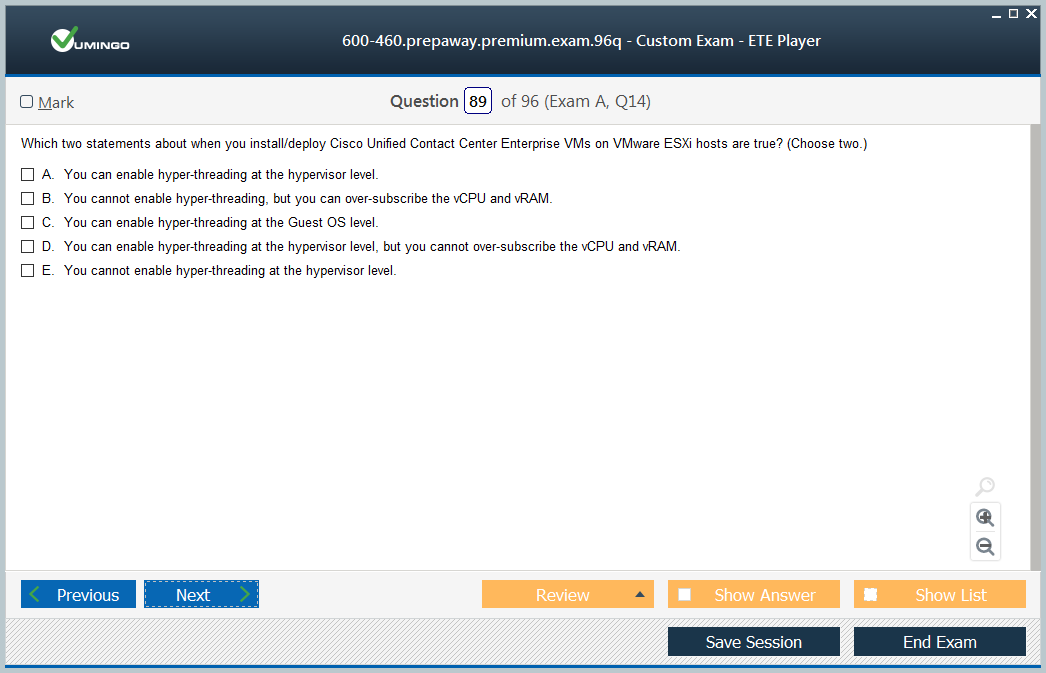 VUMINGO
600-460.prepaway.premium.exam.96q - Custom Exam - ETE Player
Mark
Question 89 of 96 (Exam A, Q14)
Which two statements about when you install/deploy Cisco Unified Contact Center Enterprise VMs on VMware ESXi hosts are true? (Choose two.)
A. You can enable hyper-threading at the hypervisor level.
B. You cannot enable hyper-threading, but you can over-subscribe the vCPU and vRAM.
C. You can enable hyper-threading at the Guest OS level.
D. You can enable hyper-threading at the hypervisor level, but you cannot over-subscribe the vCPU and vRAM.
E. You cannot enable hyper-threading at the hypervisor level.
Previous Next Review Show Answer Show List
Save Session End Exam